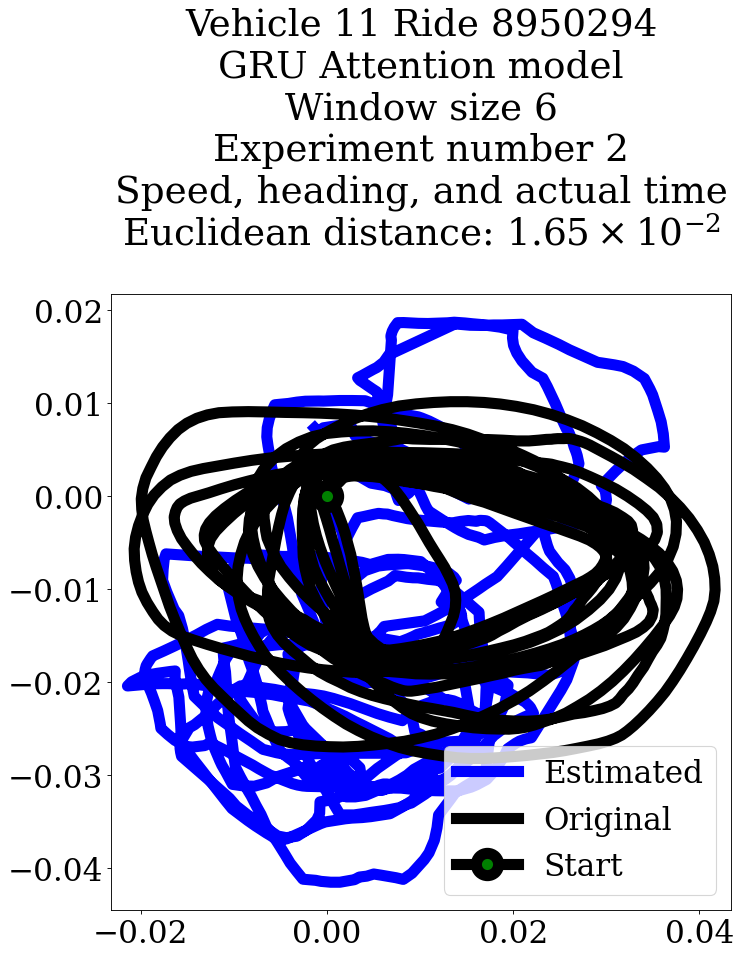 Vehicle 11 Ride 8950294
GRU Attention model
Window size 6
Experiment number 2
Speed, heading, and actual time
Euclidean distance: 1.65 × 10⁻²
0.02
0.01
0.00
−0.01
−0.02
−0.03
−0.04
Estimated
Original
Start
−0.02 0.00 0.02 0.04